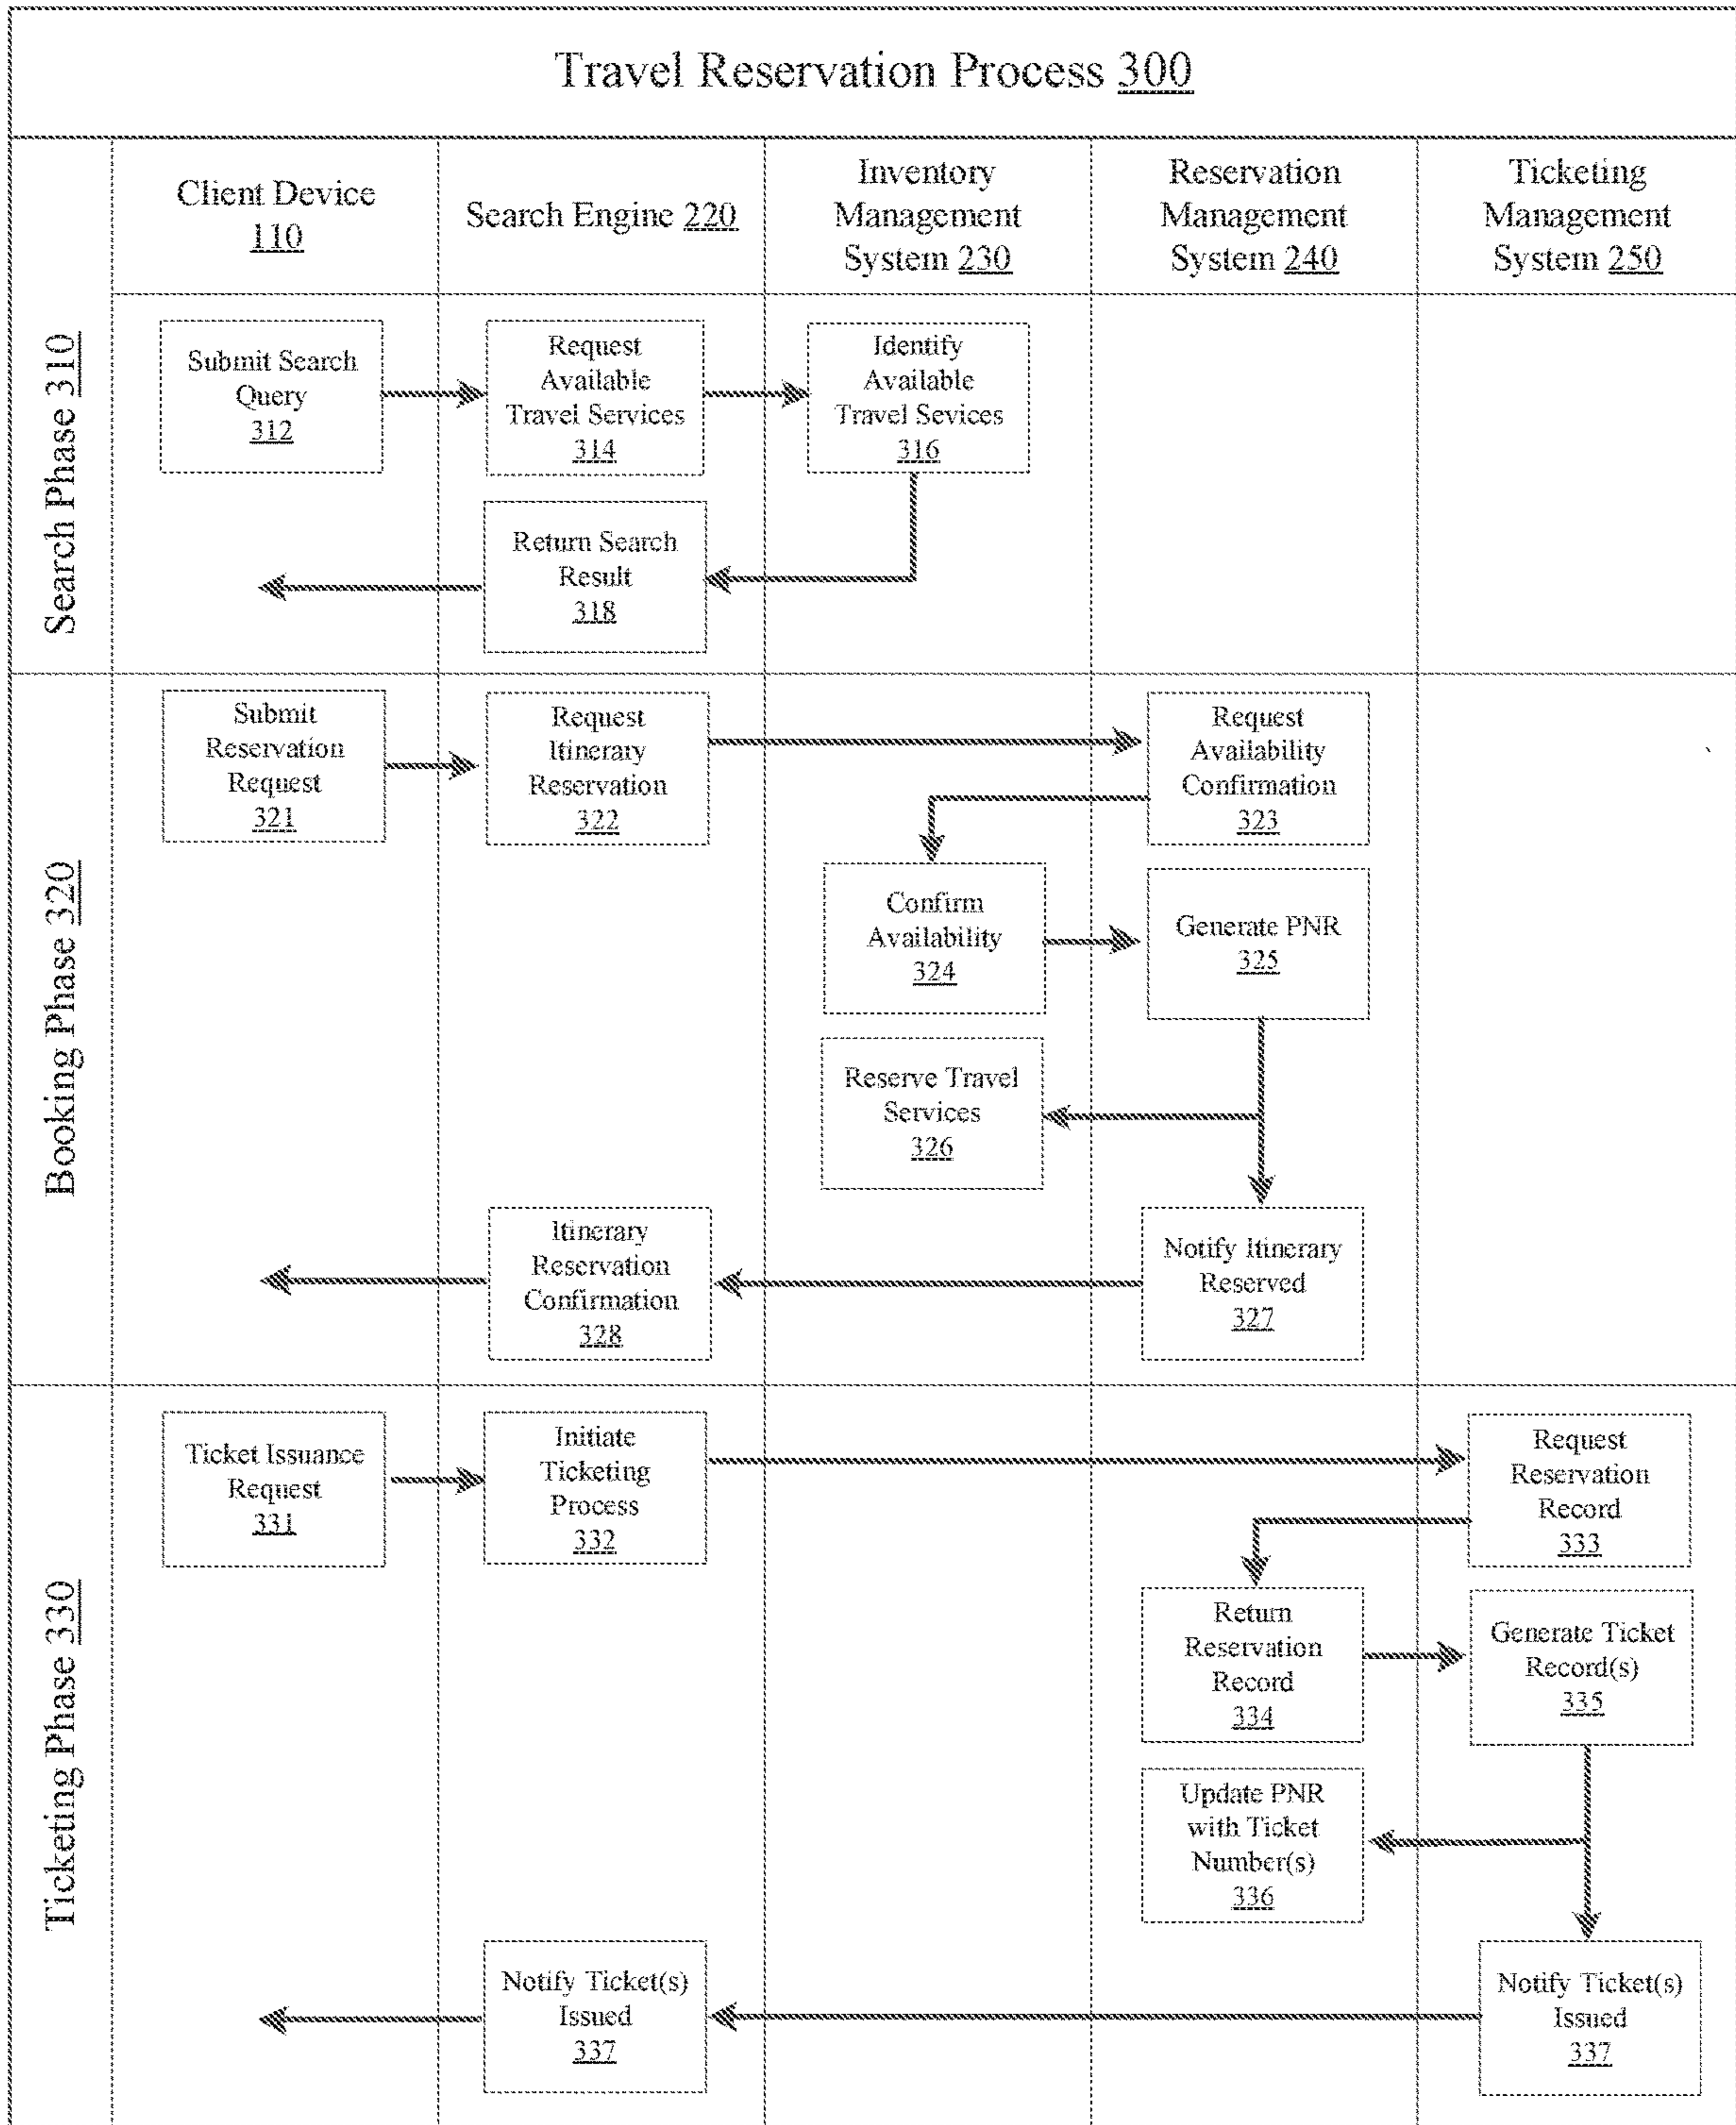 Travel Reservation Process 300
Client Device
110
Search Engine 220
Inventory
Management
System 230
Reservation
Management
System 240
Ticketing
Management
System 250
Search Phase 310
Submit Search
Query
312
Request
Available
Travel Services
314
Identify
Available
Travel Sevices
316
Return Search
Result
318
Booking Phase 320
Submit
Reservation
Request
321
Request
Itinerary
Reservation
322
Request
Availability
Confirmation
323
Confirm
Availability
324
Generate PNR
325
Reserve Travel
Services
326
Itinerary
Reservation
Confirmation
328
Notify Itinerary
Reserved
327
Ticketing Phase 330
Ticket Issuance
Request
331
Initiate
Ticketing
Process
332
Request
Reservation
Record
333
Return
Reservation
Record
334
Generate Ticket
Record(s)
335
Update PNR
with Ticket
Number(s)
336
Notify Ticket(s)
Issued
337
Notify Ticket(s)
Issued
337